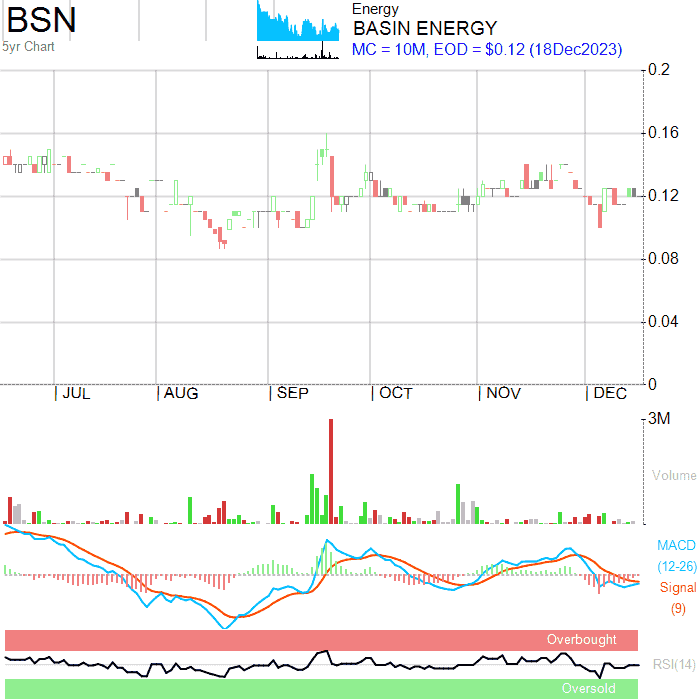 BSN
5yr Chart
Energy
BASIN ENERGY
MC = 10M, EOD = $0.12 (18Dec2023)
0.2
0.16
0.12
0.08
0.04
0
JUL AUG SEP OCT NOV DEC
3M
Volume
MACD
(12-26)
Signal
(9)
Overbought
RSI(14)
Oversold